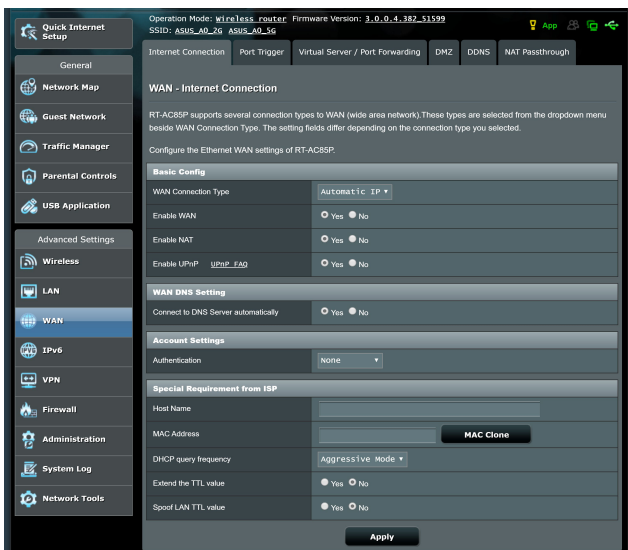 Quick Internet
Setup
General
Network Map
Guest Network
Traffic Manager
Parental Controls
USB Application
Advanced Settings
Wireless
LAN
WAN
IPv6
VPN
Firewall
Administration
System Log
Network Tools
Operation Mode: Wireless router Firmware Version: 3.0.0.4.382_51599
SSID: ASUS_A0_2G ASUS_A0_5G
App
Internet Connection Port Trigger Virtual Server / Port Forwarding DMZ DDNS NAT Passthrough
WAN - Internet Connection
RT-AC85P supports several connection types to WAN (wide area network).These types are selected from the dropdown menu
beside WAN Connection Type. The setting fields differ depending on the connection type you selected.
Configure the Ethernet WAN settings of RT-AC85P.
Basic Config
WAN Connection Type Automatic IP
Enable WAN Yes No
Enable NAT Yes No
Enable UPnP UPnP FAQ Yes No
WAN DNS Setting
Connect to DNS Server automatically Yes No
Account Settings
Authentication None
Special Requirement from ISP
Host Name
MAC Address MAC Clone
DHCP query frequency Aggressive Mode
Extend the TTL value Yes No
Spoof LAN TTL value Yes No
Apply